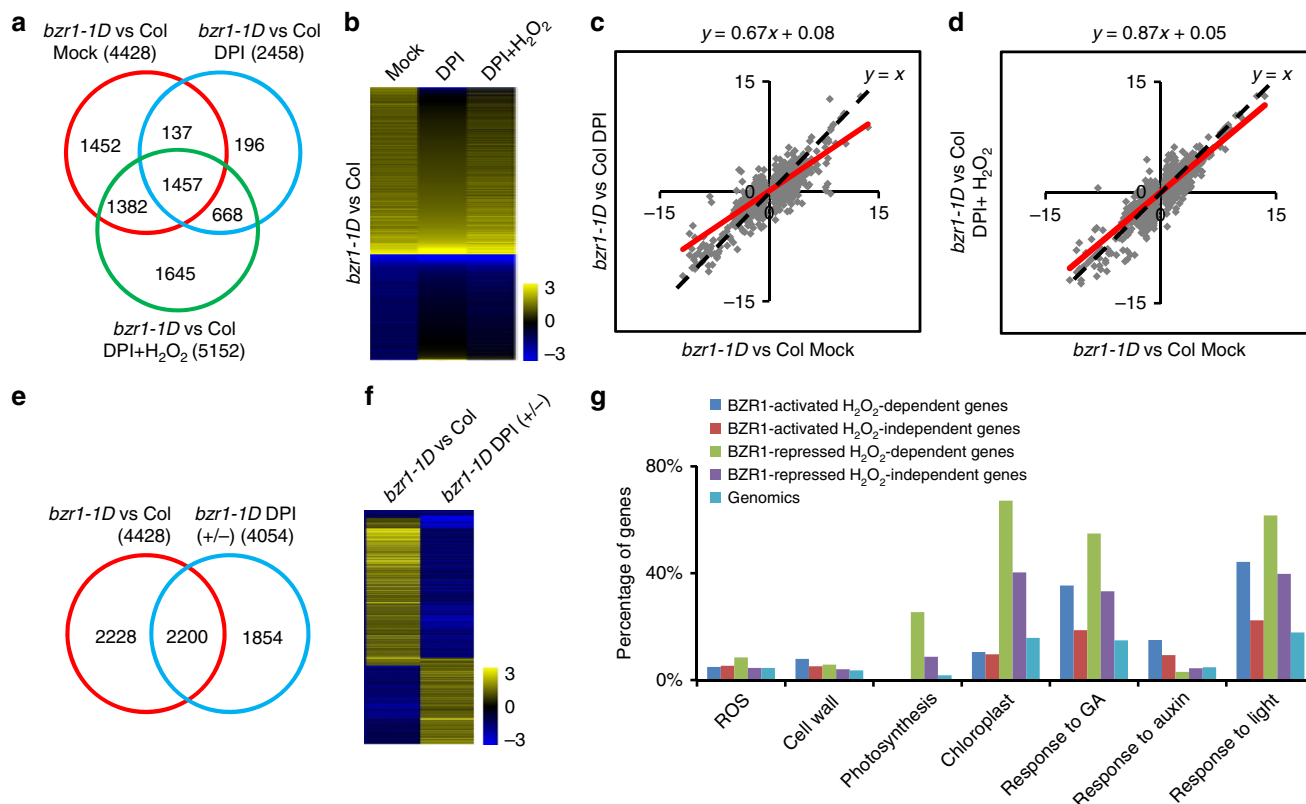 a
bzr1-1D vs Col
Mock (4428)
bzr1-1D vs Col
DPI (2458)
1452
137
196
1457
1382
668
1645
bzr1-1D vs Col
DPI+H₂O₂ (5152)
b
Mock
DPI
DPI+H₂O₂
bzr1-1D vs Col
3
0
−3
c
y = 0.67x + 0.08
15
y = x
bzr1-1D vs Col DPI
0
−15
0
15
−15
bzr1-1D vs Col Mock
d
y = 0.87x + 0.05
15
y = x
bzr1-1D vs Col
DPI+ H₂O₂
0
−15
0
15
−15
bzr1-1D vs Col Mock
e
bzr1-1D vs Col
(4428)
bzr1-1D DPI
(+/−) (4054)
2228
2200
1854
f
bzr1-1D vs Col
bzr1-1D DPI (+/−)
3
0
−3
g
BZR1-activated H₂O₂-dependent genes
BZR1-activated H₂O₂-independent genes
BZR1-repressed H₂O₂-dependent genes
BZR1-repressed H₂O₂-independent genes
Genomics
Percentage of genes
80%
40%
0%
ROS
Cell wall
Photosynthesis
Chloroplast
Response to GA
Response to auxin
Response to light